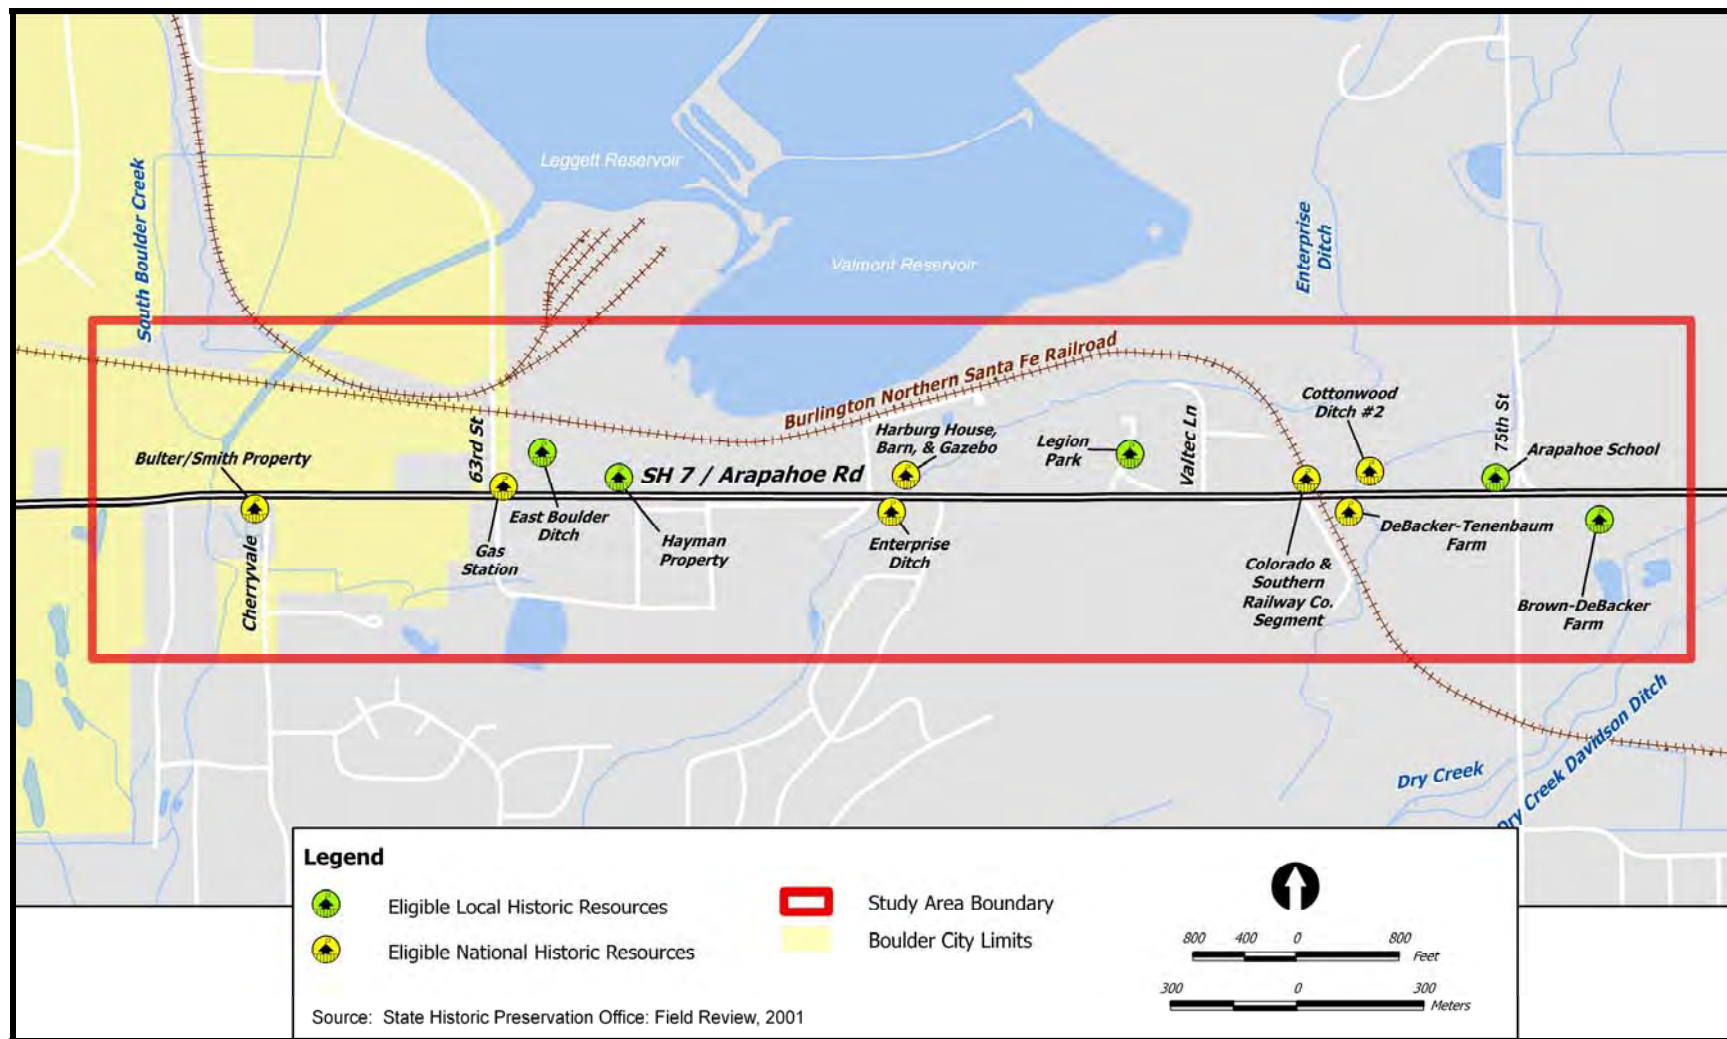 South Boulder Creek
Leggett Reservoir
Valmont Reservoir
Enterprise
Ditch
Burlington Northern Santa Fe Railroad
Bulter/Smith Property
63rd St
SH 7 / Arapahoe Rd
Harburg House,
Barn, & Gazebo
Legion
Park
Valtec Ln
Cottonwood
Ditch #2
75th St
Arapahoe School
Cherryvale
Gas
Station
East Boulder
Ditch
Hayman
Property
Enterprise
Ditch
Colorado &
Southern
Railway Co.
Segment
DeBacker-Tenenbaum
Farm
Brown-DeBacker
Farm
Dry Creek
Dry Creek Davidson Ditch
Legend
Eligible Local Historic Resources
Eligible National Historic Resources
Study Area Boundary
Boulder City Limits
800 400 0 800
Feet
300 0 300
Meters
Source: State Historic Preservation Office: Field Review, 2001